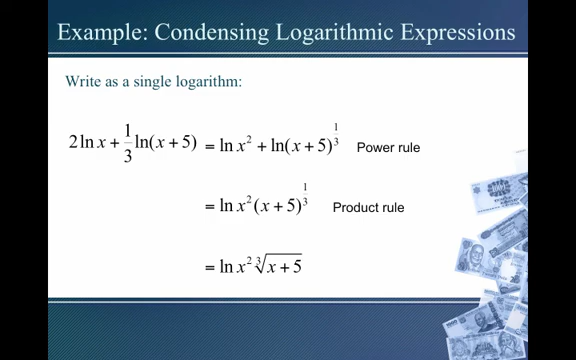 Example: Condensing Logarithmic Expressions
Write as a single logarithm:
2 ln x + 1/3 ln(x + 5) = ln x² + ln(x + 5)^(1/3) Power rule
= ln x²(x + 5)^(1/3) Product rule
= ln x² ∛(x + 5)